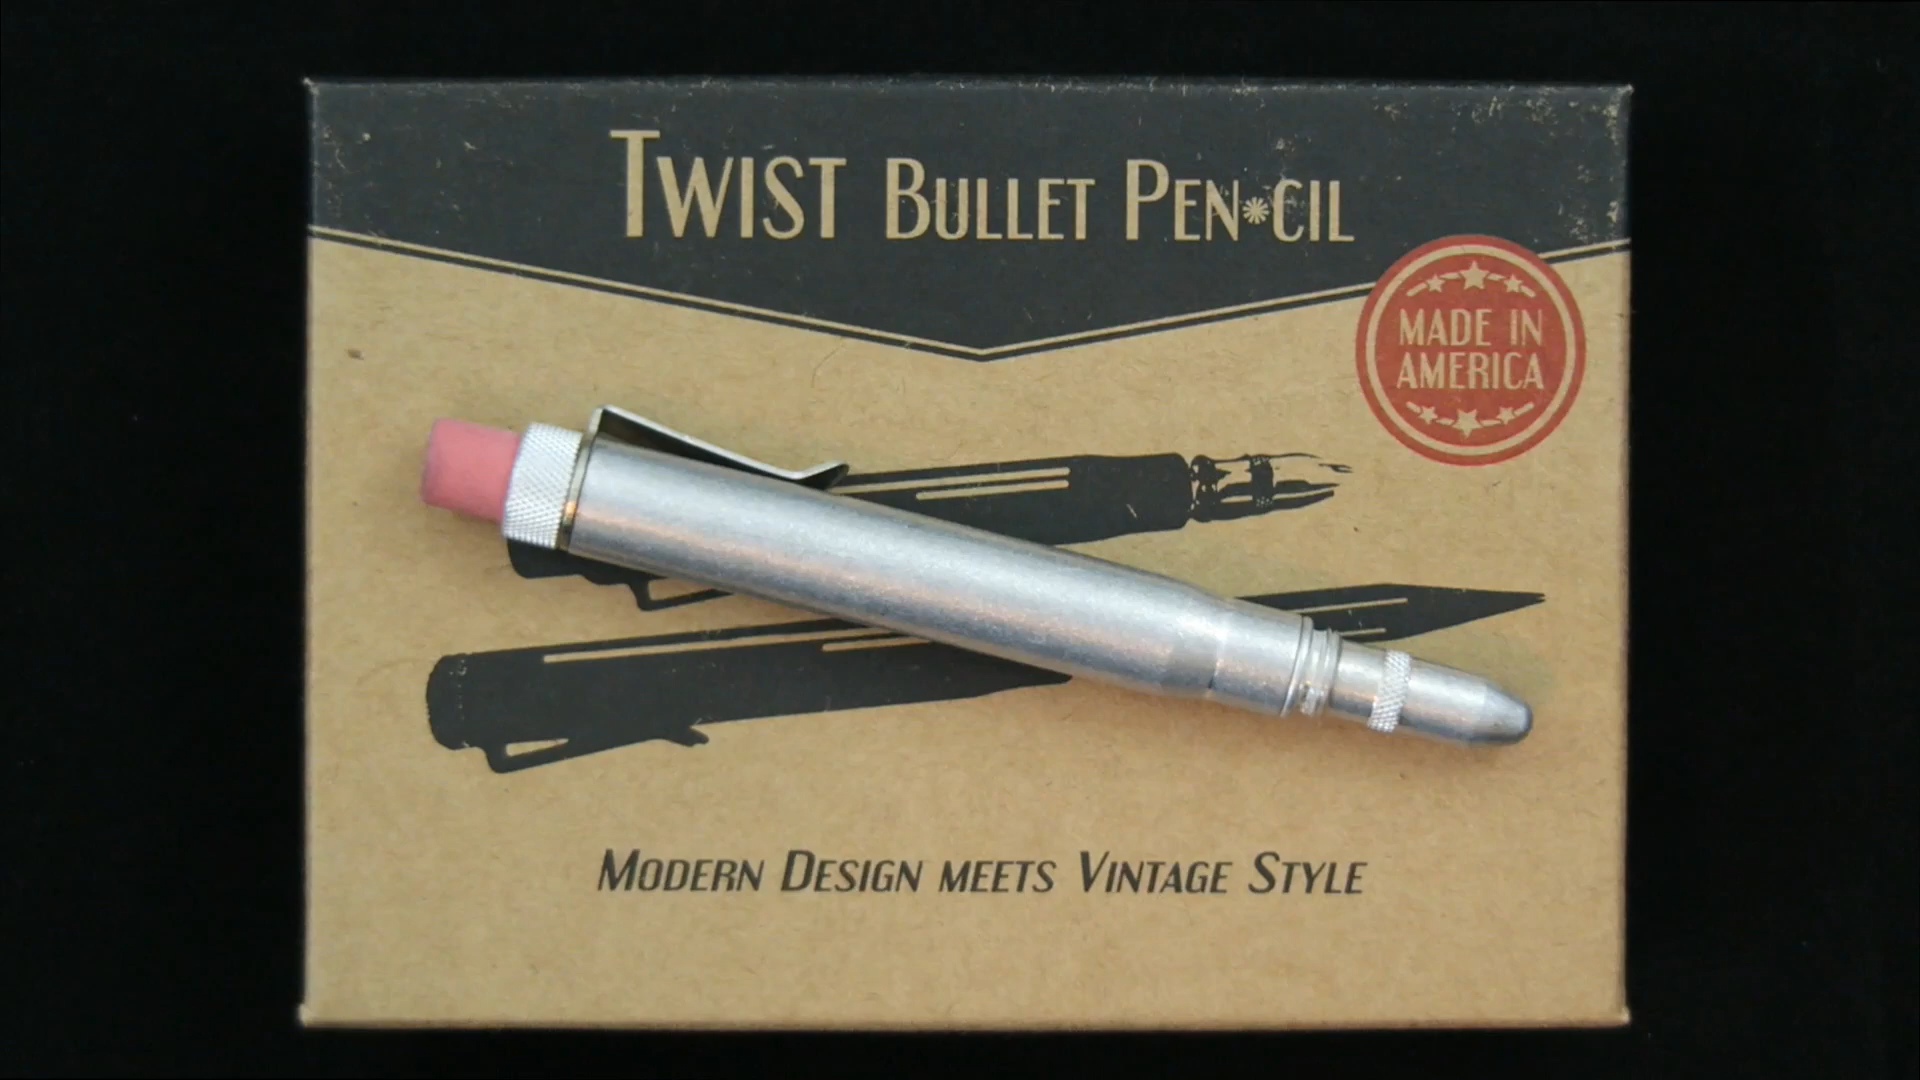 TWIST BULLET PEN*CIL
MADE IN
AMERICA
MODERN DESIGN MEETS VINTAGE STYLE